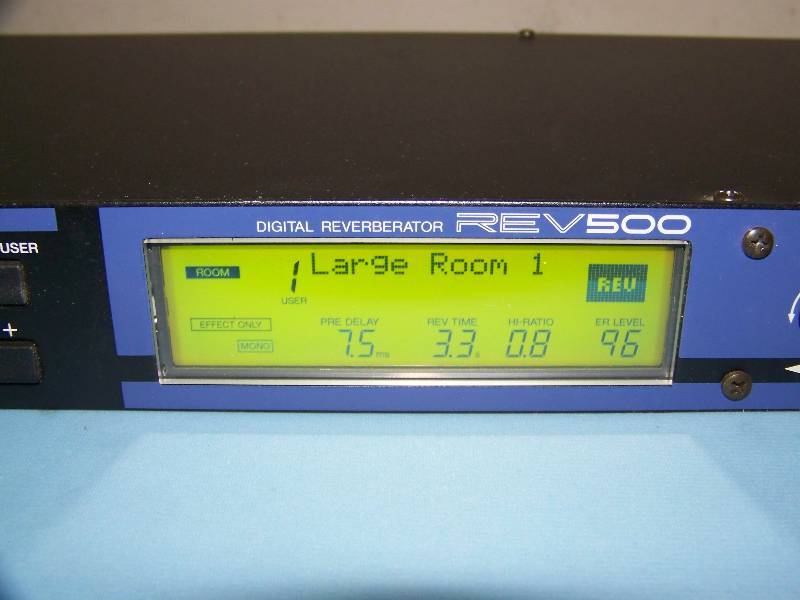 USER
+
DIGITAL REVERBERATOR REV500
ROOM 1 Large Room 1 REV
USER
EFFECT ONLY PRE DELAY REV TIME HI-RATIO ER LEVEL
MONO 7.5ms 3.3s 0.8 96